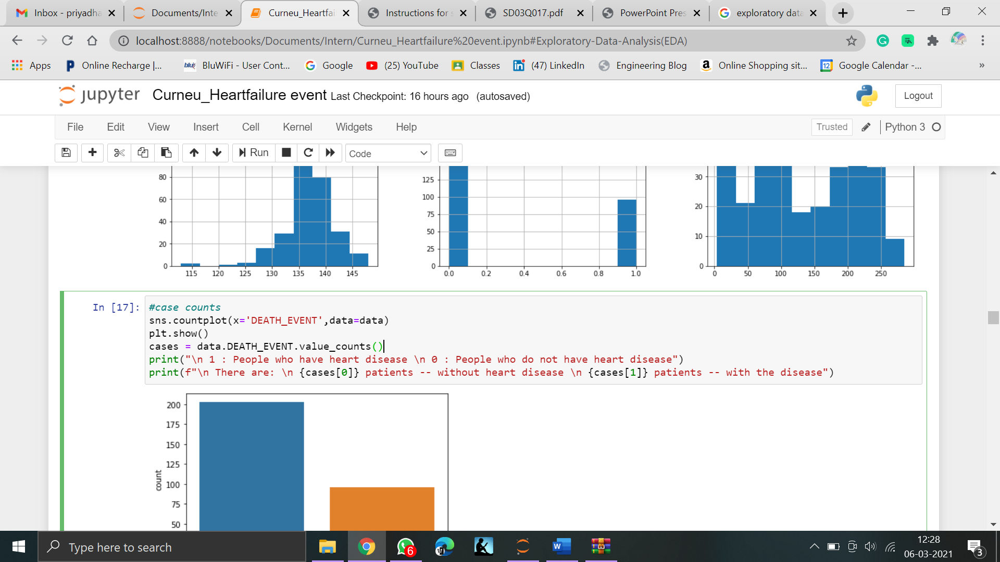 Inbox - priyadha
Documents/Inte
Curneu_Heartfai
Instructions for s
SD03Q017.pdf
PowerPoint Pres
exploratory data
localhost:8888/notebooks/Documents/Intern/Curneu_Heartfailure%20event.ipynb#Exploratory-Data-Analysis(EDA)
Apps
Online Recharge |...
BluWiFi - User Cont...
Google
(25) YouTube
Classes
(47) LinkedIn
Engineering Blog
Online Shopping sit...
12 Google Calendar -...
»
jupyter Curneu_Heartfailure event Last Checkpoint: 16 hours ago (autosaved)
Logout
File Edit View Insert Cell Kernel Widgets Help
Trusted Python 3
Run Code
80
60
40
20
0
115 120 125 130 135 140 145
125
100
75
50
25
0
0.0 0.2 0.4 0.6 0.8 1.0
30
20
10
0
0 50 100 150 200 250
In [17]: #case counts
sns.countplot(x='DEATH_EVENT',data=data)
plt.show()
cases = data.DEATH_EVENT.value_counts()
print("\n 1 : People who have heart disease \n 0 : People who do not have heart disease")
print(f"\n There are: \n {cases[0]} patients -- without heart disease \n {cases[1]} patients -- with the disease")
200
175
150
125
100
75
50
count
Type here to search
6
12:28
06-03-2021
3